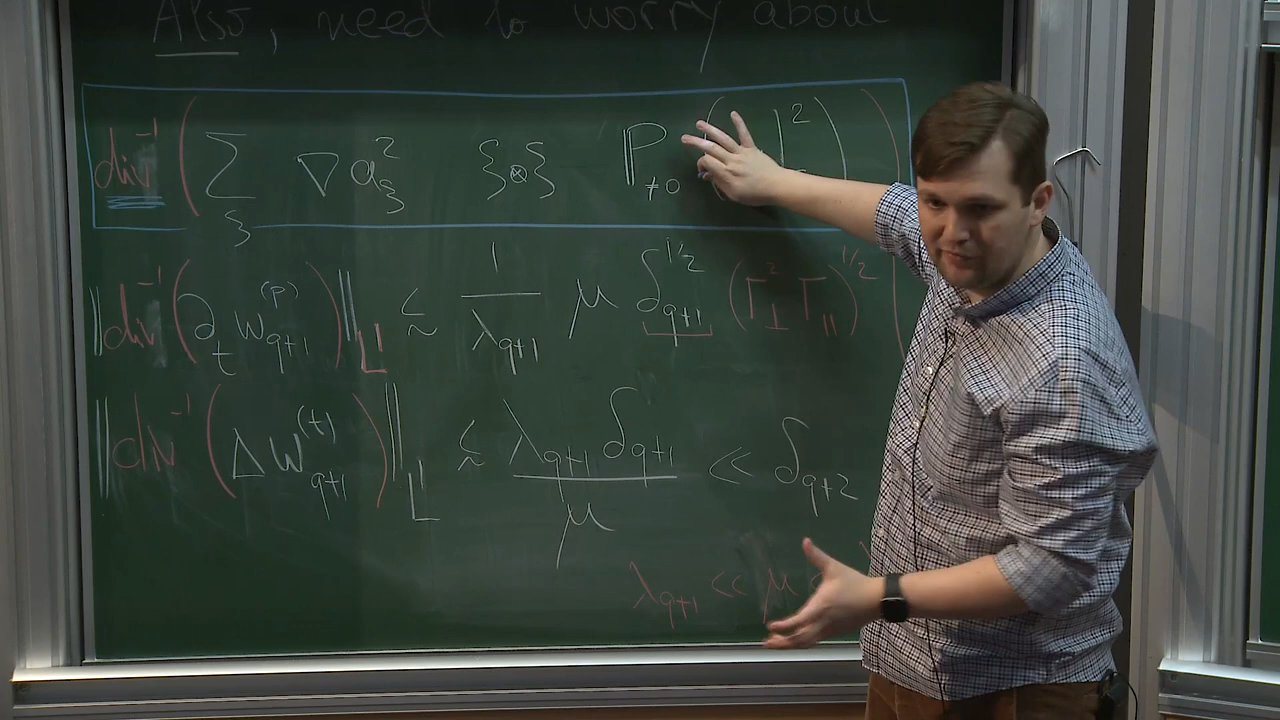 Also, need to worry about
div⁻¹ ( ∑_ξ ∇ a_ξ² ξ⊗ξ ℙ_{≠0} ( |² ) )
‖ div⁻¹ ( ∂_t w_{q+1}^{(p)} ) ‖_{L¹} ≲ 1/λ_{q+1} μ δ_{q+1}^{1/2} ( Γ_⊥² Γ_∥ )^{1/2}
‖ div⁻¹ ( Δ w_{q+1}^{(t)} ) ‖_{L¹} ≲ λ_{q+1} δ_{q+1} / μ ≪ δ_{q+2}
λ_{q+1} ≪ μ